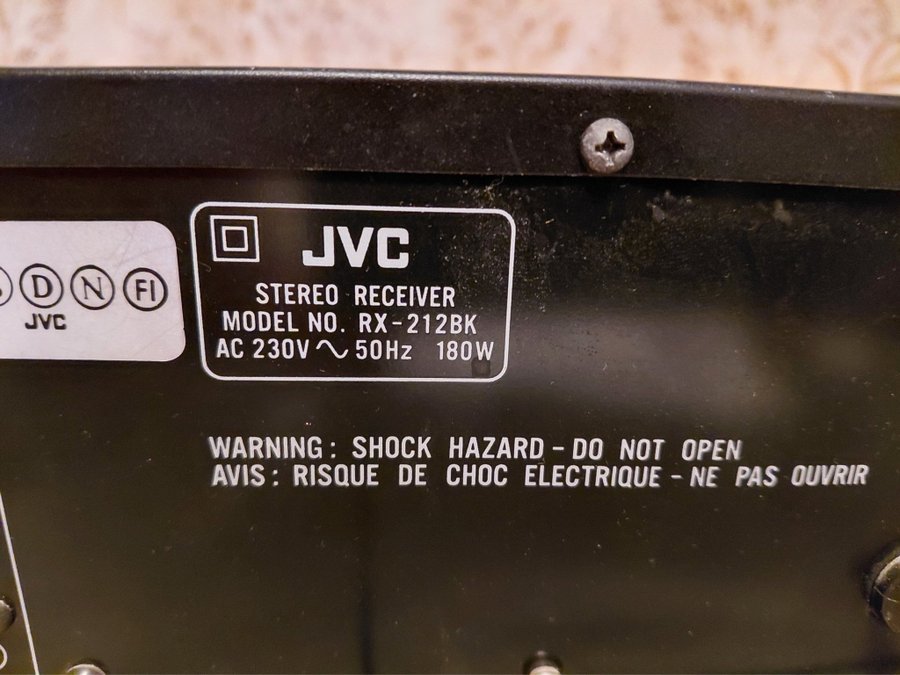 D N FI
JVC
JVC
STEREO RECEIVER
MODEL NO. RX-212BK
AC 230V ~ 50Hz 180W
WARNING: SHOCK HAZARD - DO NOT OPEN
AVIS: RISQUE DE CHOC ELECTRIQUE - NE PAS OUVRIR